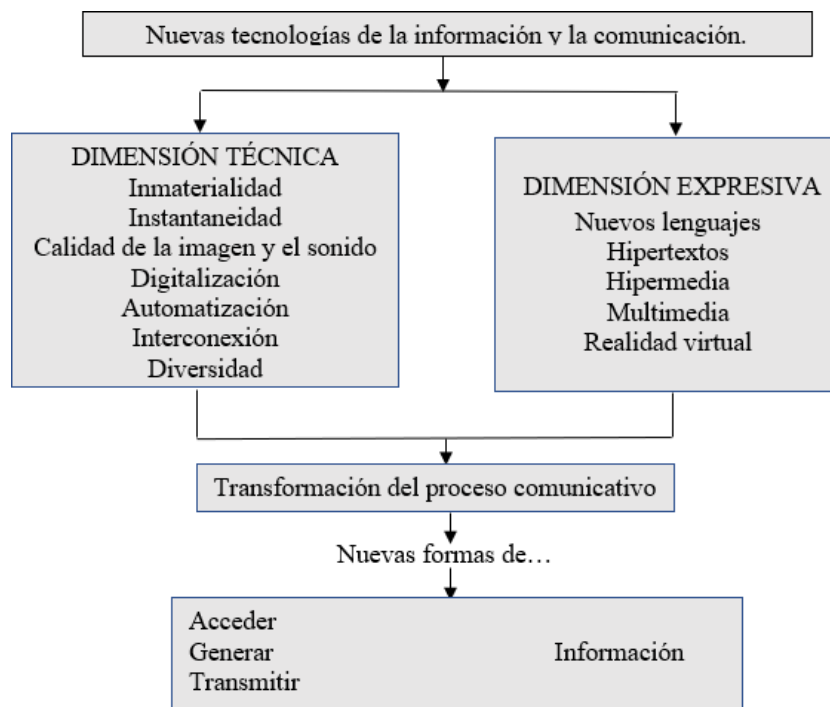 Nuevas tecnologías de la información y la comunicación.
DIMENSIÓN TÉCNICA
Inmaterialidad
Instantaneidad
Calidad de la imagen y el sonido
Digitalización
Automatización
Interconexión
Diversidad
DIMENSIÓN EXPRESIVA
Nuevos lenguajes
Hipertextos
Hipermedia
Multimedia
Realidad virtual
Transformación del proceso comunicativo
Nuevas formas de…
Acceder
Generar Información
Transmitir